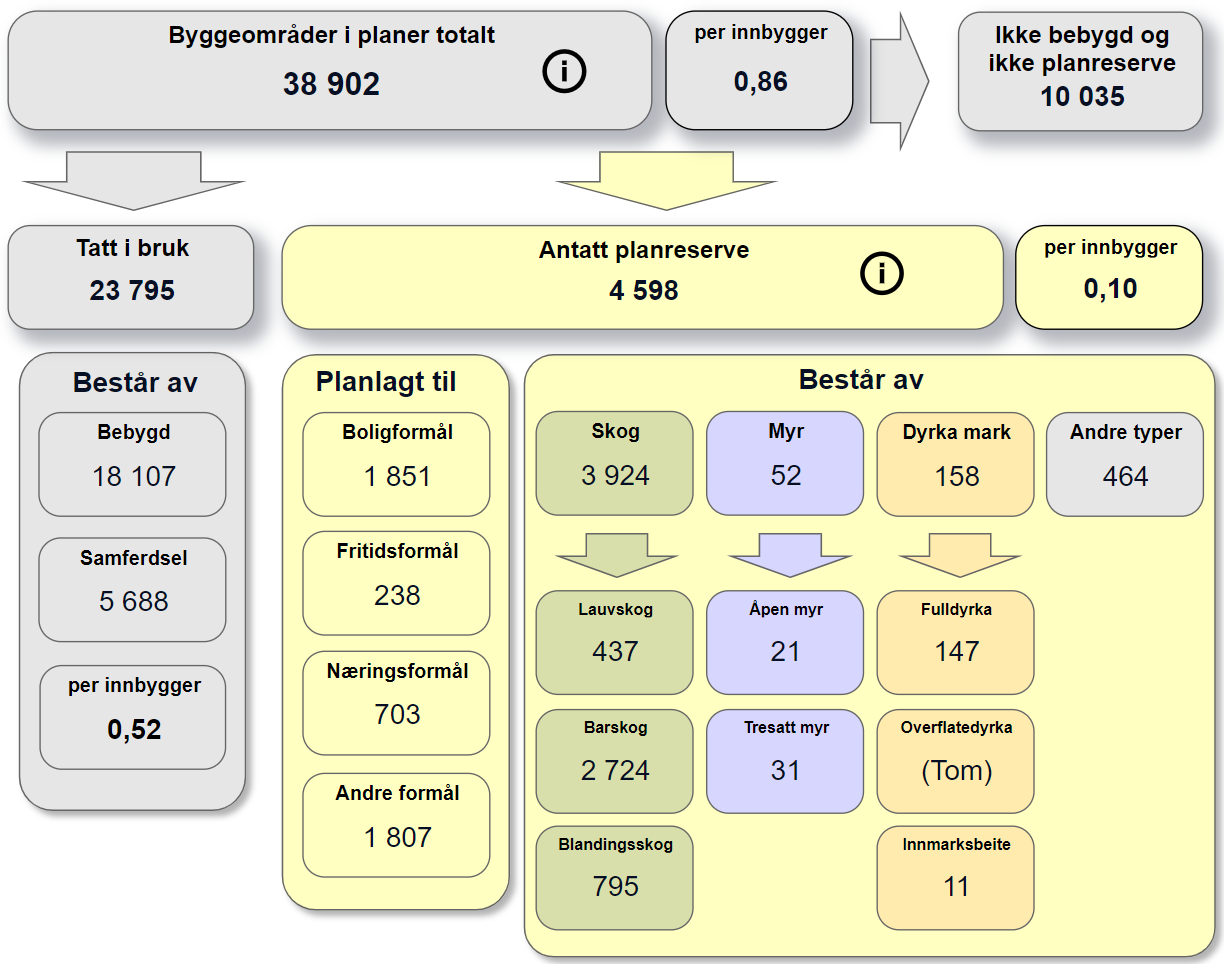 Byggeområder i planer totalt
38 902
per innbygger
0,86
Ikke bebygd og
ikke planreserve
10 035
Tatt i bruk
23 795
Antatt planreserve
4 598
per innbygger
0,10
Består av
Bebygd
18 107
Samferdsel
5 688
per innbygger
0,52
Planlagt til
Boligformål
1 851
Fritidsformål
238
Næringsformål
703
Andre formål
1 807
Består av
Skog
3 924
Myr
52
Dyrka mark
158
Andre typer
464
Lauvskog
437
Åpen myr
21
Fulldyrka
147
Barskog
2 724
Tresatt myr
31
Overflatedyrka
(Tom)
Blandingsskog
795
Innmarksbeite
11